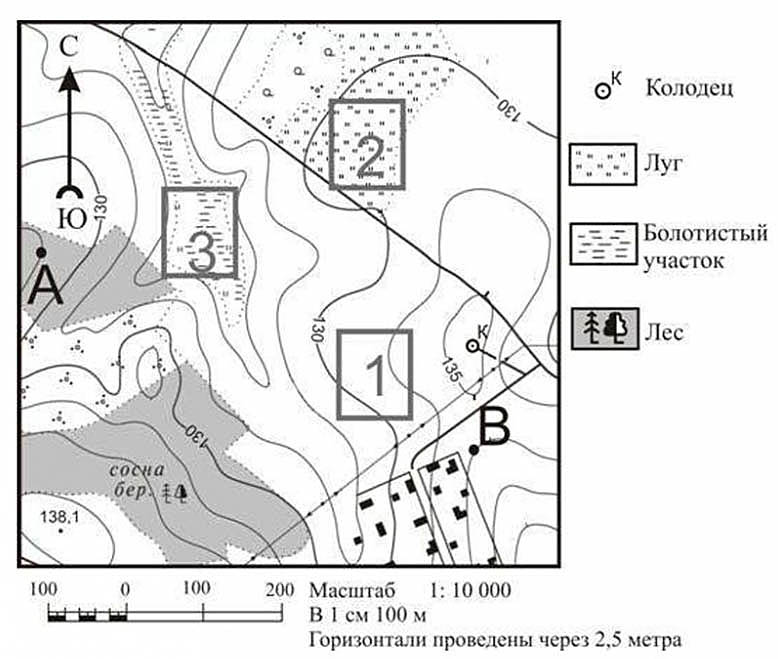 С
Ю
130
130
2
3
А
130
1
К
135
В
130
сосна
бер.
138,1
К Колодец
Луг
Болотистый
участок
Лес
100 0 100 200
Масштаб 1: 10 000
В 1 см 100 м
Горизонтали проведены через 2,5 метра